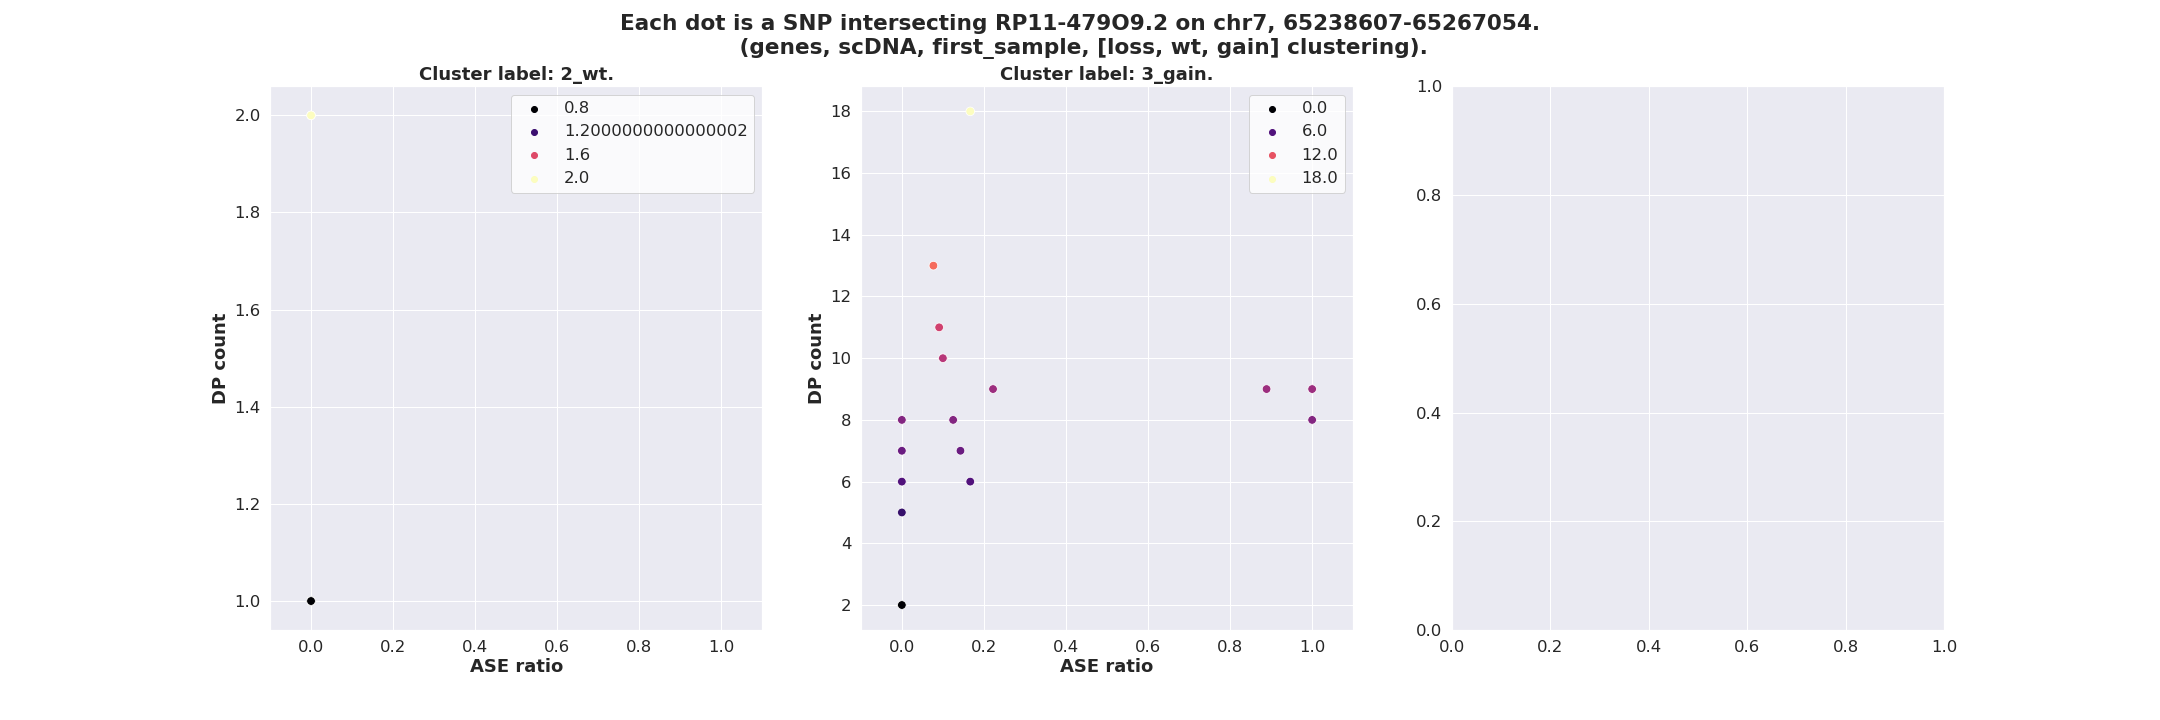 Each dot is a SNP intersecting RP11-479O9.2 on chr7, 65238607-65267054.
(genes, scDNA, first_sample, [loss, wt, gain] clustering).
Cluster label: 2_wt.
2.0
1.8
1.6
1.4
1.2
1.0
DP count
0.8
1.2000000000000002
1.6
2.0
0.0 0.2 0.4 0.6 0.8 1.0
ASE ratio
Cluster label: 3_gain.
18
16
14
12
10
8
6
4
2
DP count
0.0
6.0
12.0
18.0
0.0 0.2 0.4 0.6 0.8 1.0
ASE ratio
1.0
0.8
0.6
0.4
0.2
0.0
0.0 0.2 0.4 0.6 0.8 1.0